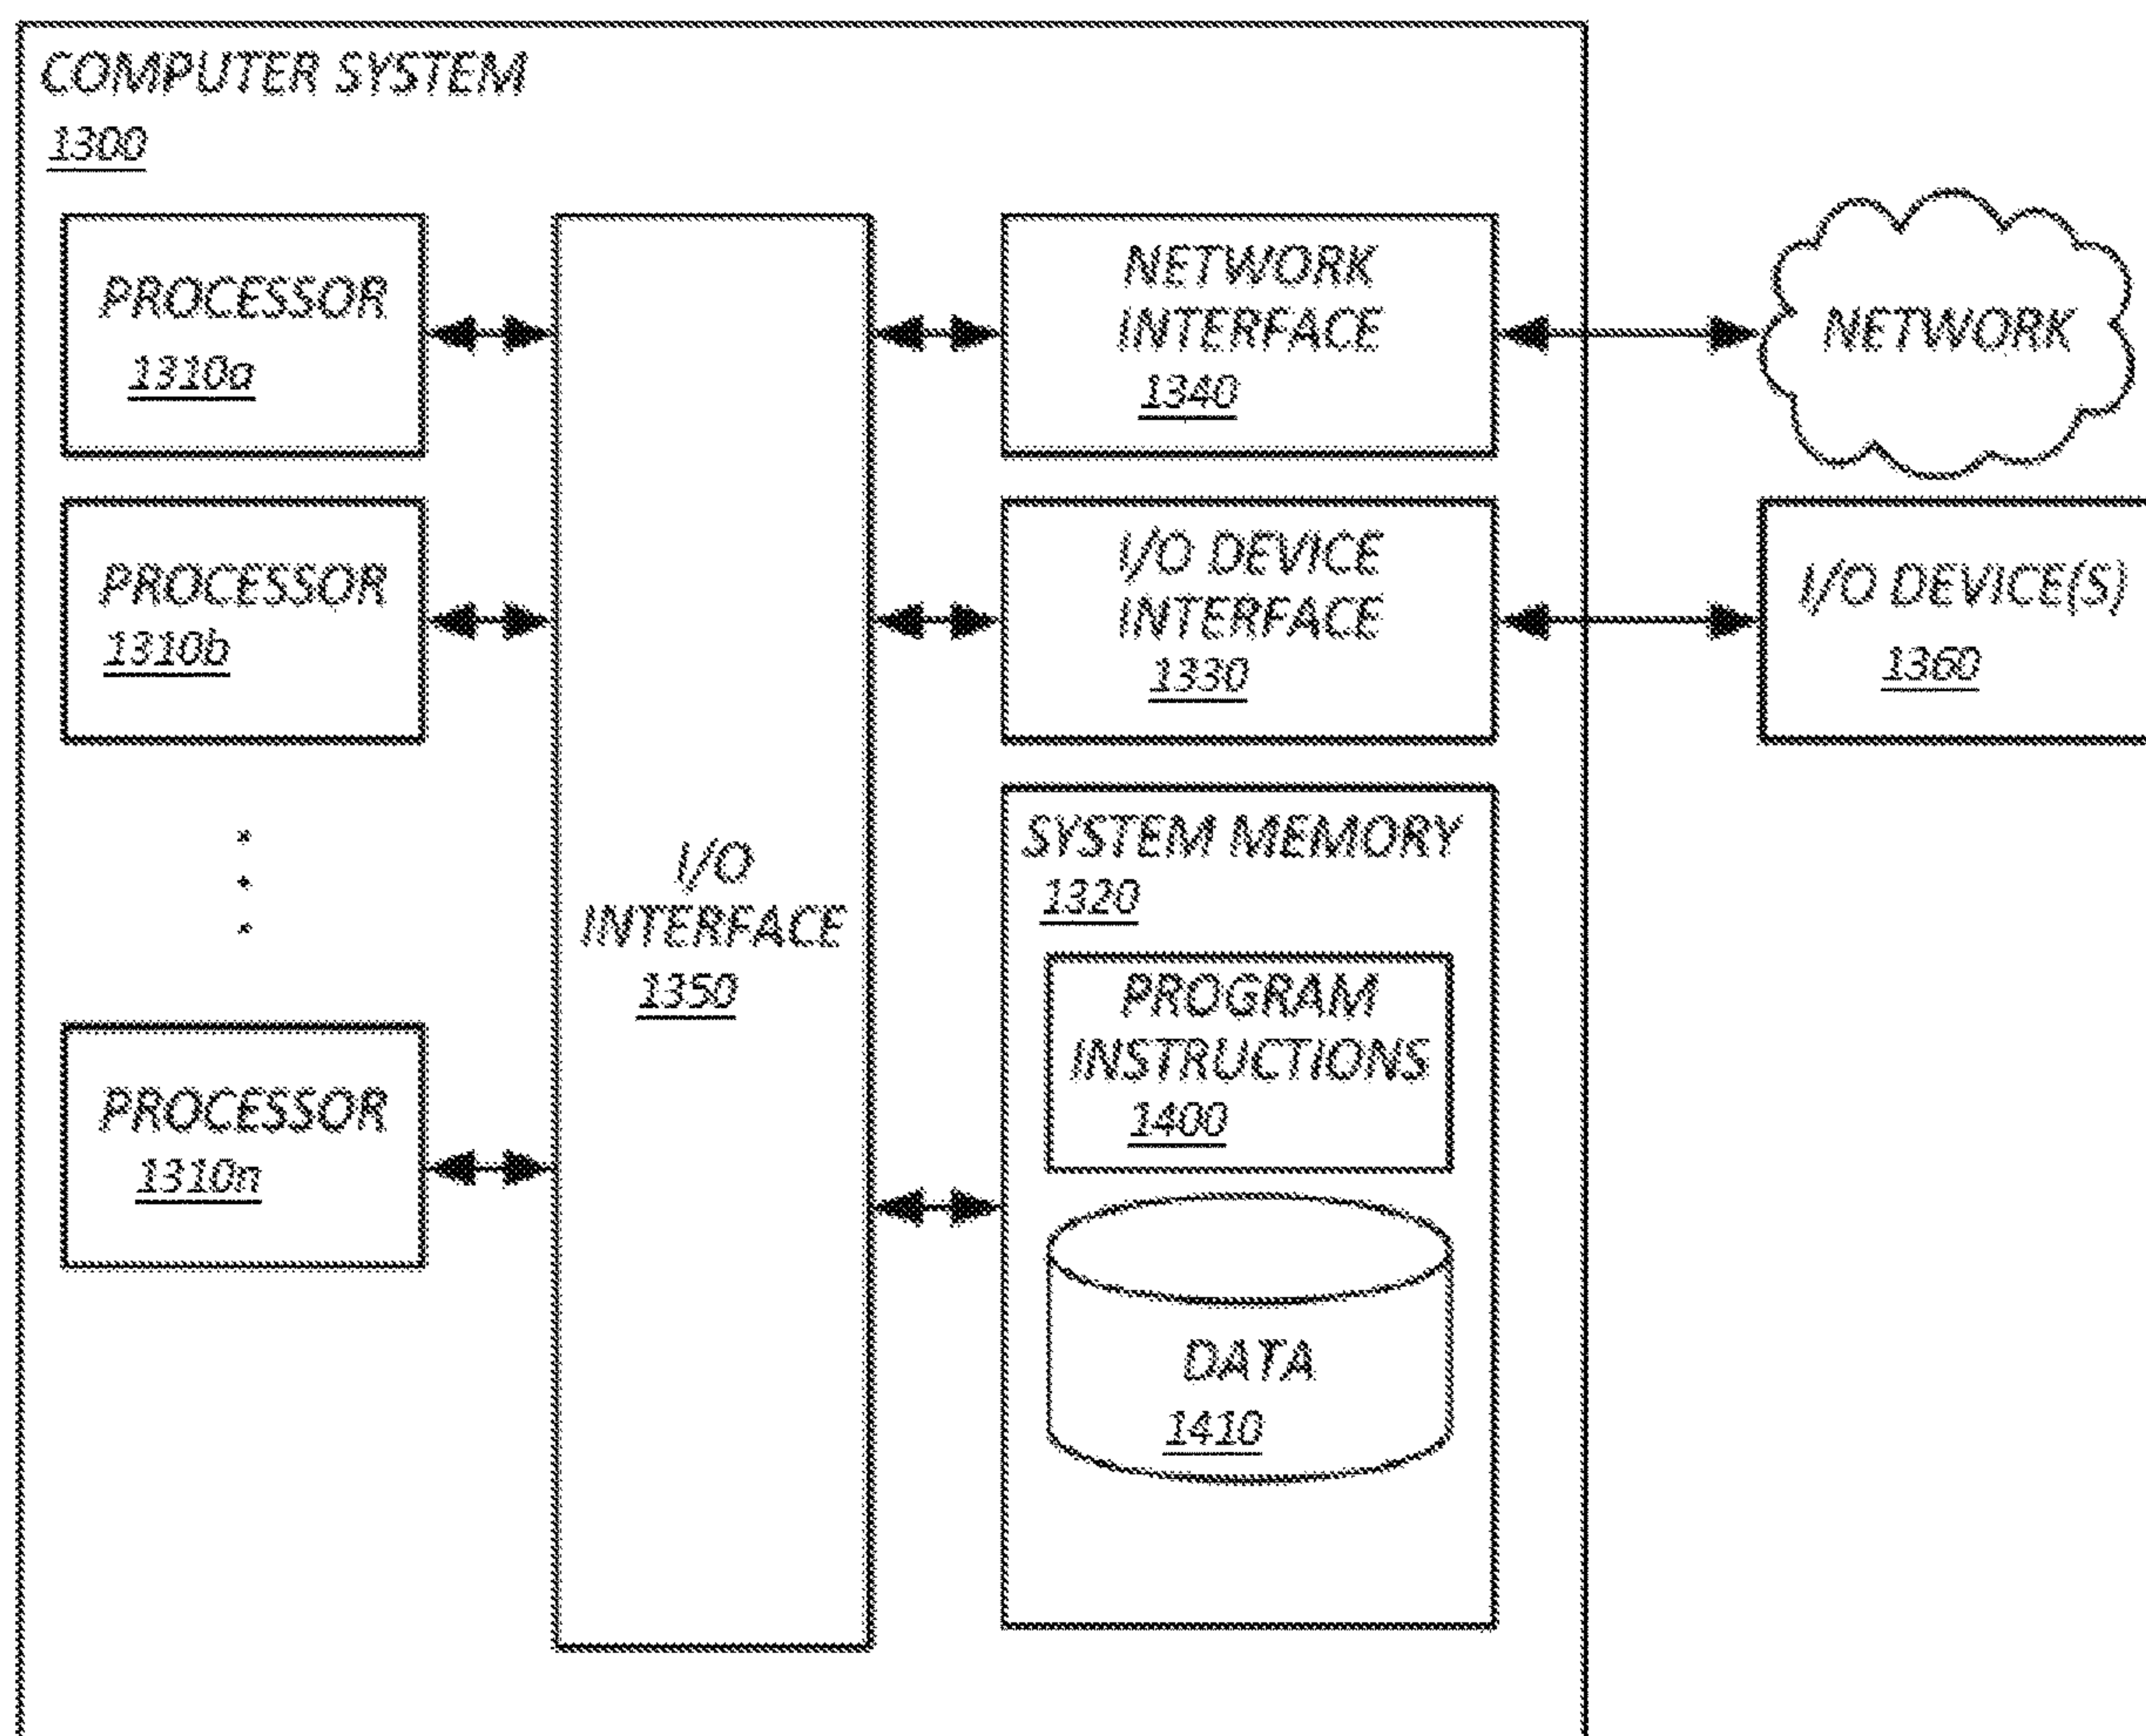 COMPUTER SYSTEM
1300
PROCESSOR
1310a
PROCESSOR
1310b
PROCESSOR
1310n
I/O
INTERFACE
1350
NETWORK
INTERFACE
1340
I/O DEVICE
INTERFACE
1330
SYSTEM MEMORY
1320
PROGRAM
INSTRUCTIONS
1400
DATA
1410
NETWORK
I/O DEVICE(S)
1360